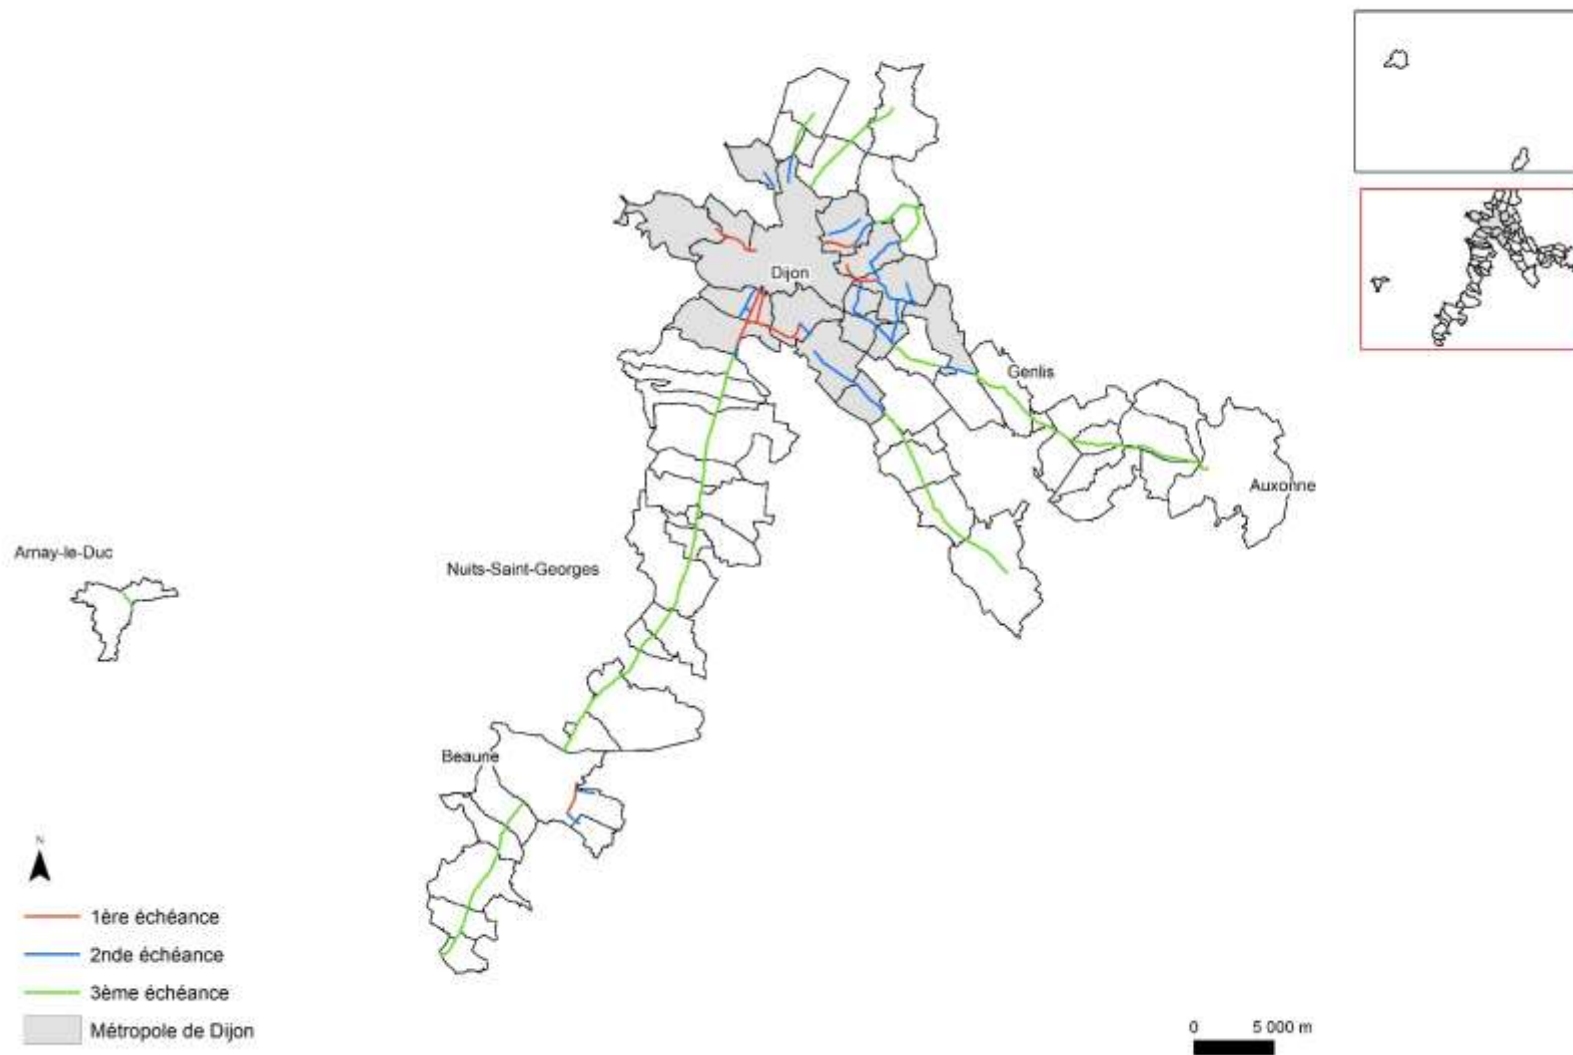 Dijon
Genlis
Auxonne
Arnay-le-Duc
Nuits-Saint-Georges
Beaune
N
1ère échéance
2nde échéance
3ème échéance
Métropole de Dijon
0 5 000 m